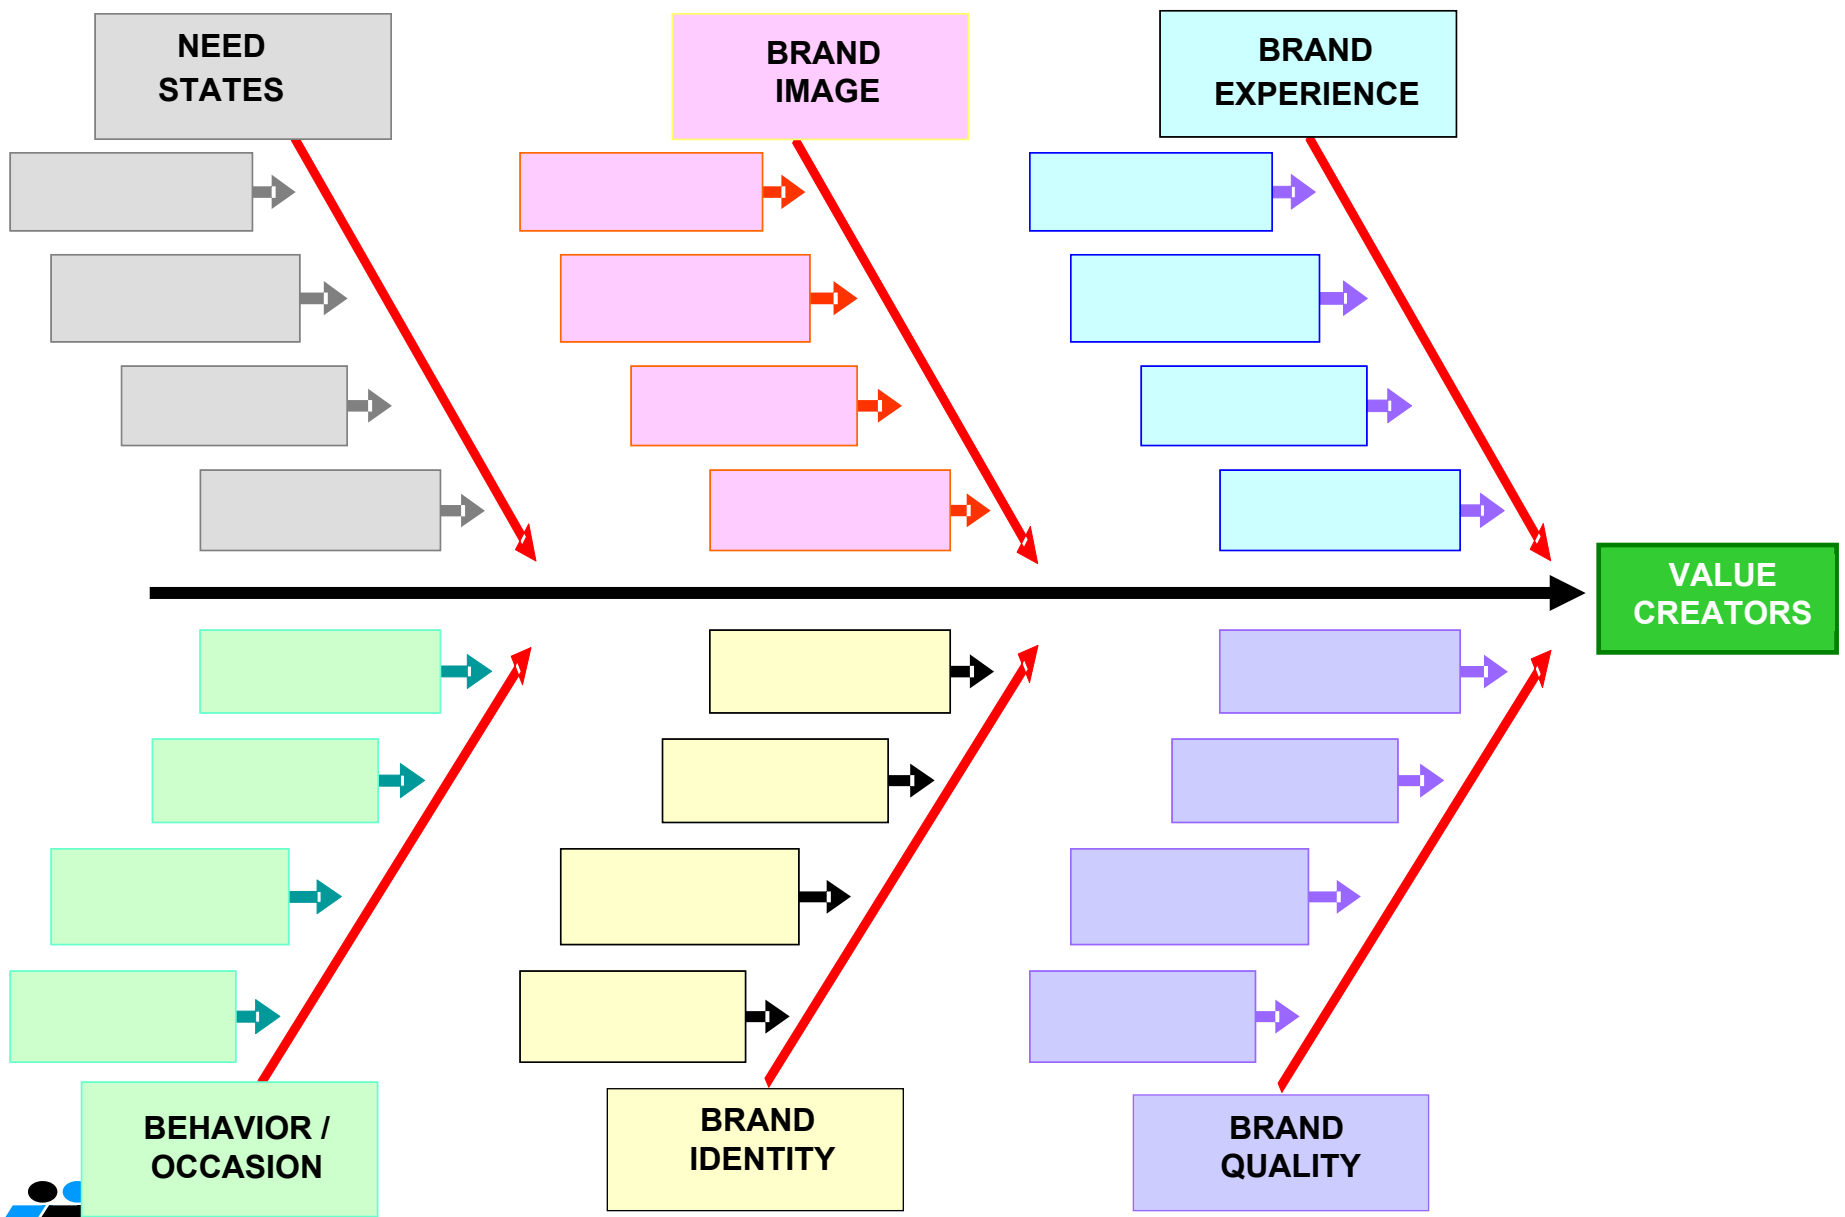 NEED
STATES
BRAND
IMAGE
BRAND
EXPERIENCE
VALUE
CREATORS
BEHAVIOR /
OCCASION
BRAND
IDENTITY
BRAND
QUALITY